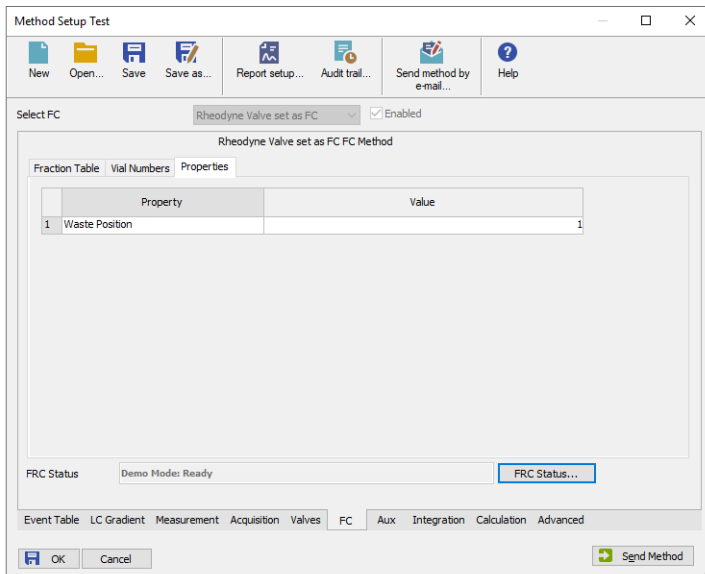 Method Setup Test
New Open... Save Save as... Report setup... Audit trail... Send method by e-mail... Help
Select FC Rheodyne Valve set as FC Enabled
Rheodyne Valve set as FC FC Method
Fraction Table Vial Numbers Properties
Property Value
1 Waste Position 1
FRC Status Demo Mode: Ready FRC Status...
Event Table LC Gradient Measurement Acquisition Valves FC Aux Integration Calculation Advanced
OK Cancel Send Method